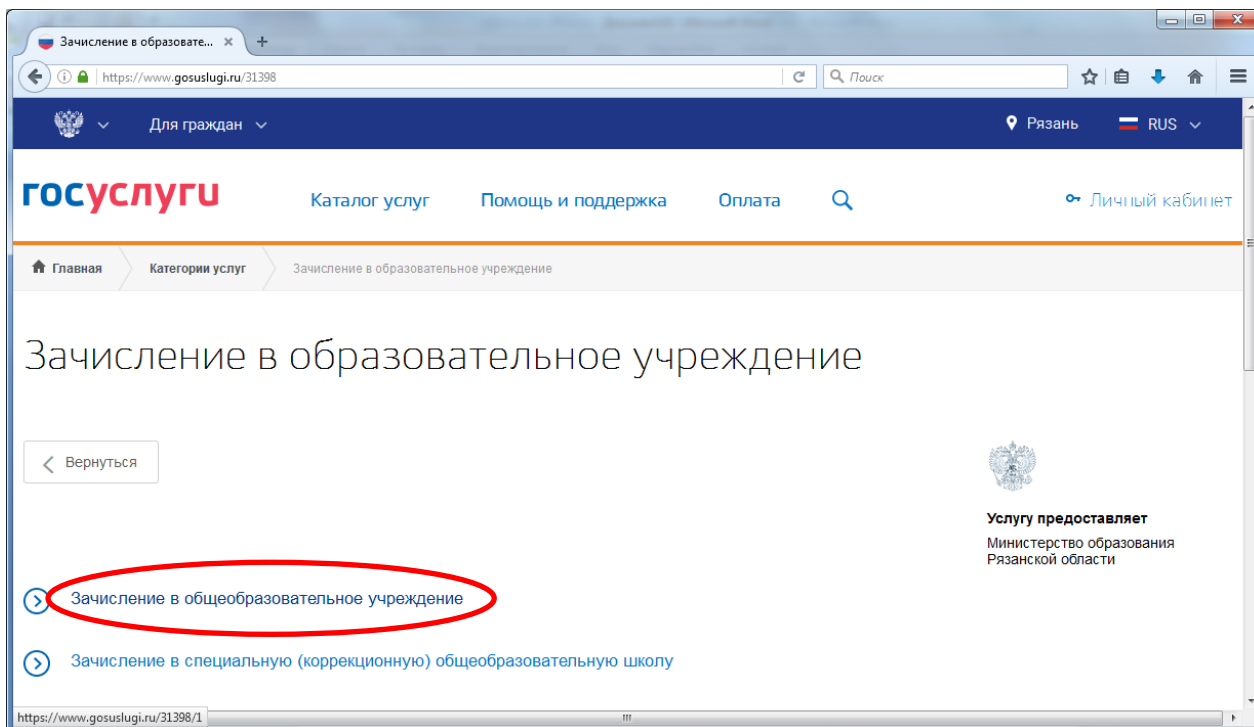 Зачисление в образовате...
https://www.gosuslugi.ru/31398
Поиск
Для граждан
Рязань
RUS
госуслуги
Каталог услуг
Помощь и поддержка
Оплата
Личный кабинет
Главная
Категории услуг
Зачисление в образовательное учреждение
Зачисление в образовательное учреждение
Вернуться
Услугу предоставляет
Министерство образования
Рязанской области
Зачисление в общеобразовательное учреждение
Зачисление в специальную (коррекционную) общеобразовательную школу
https://www.gosuslugi.ru/31398/1